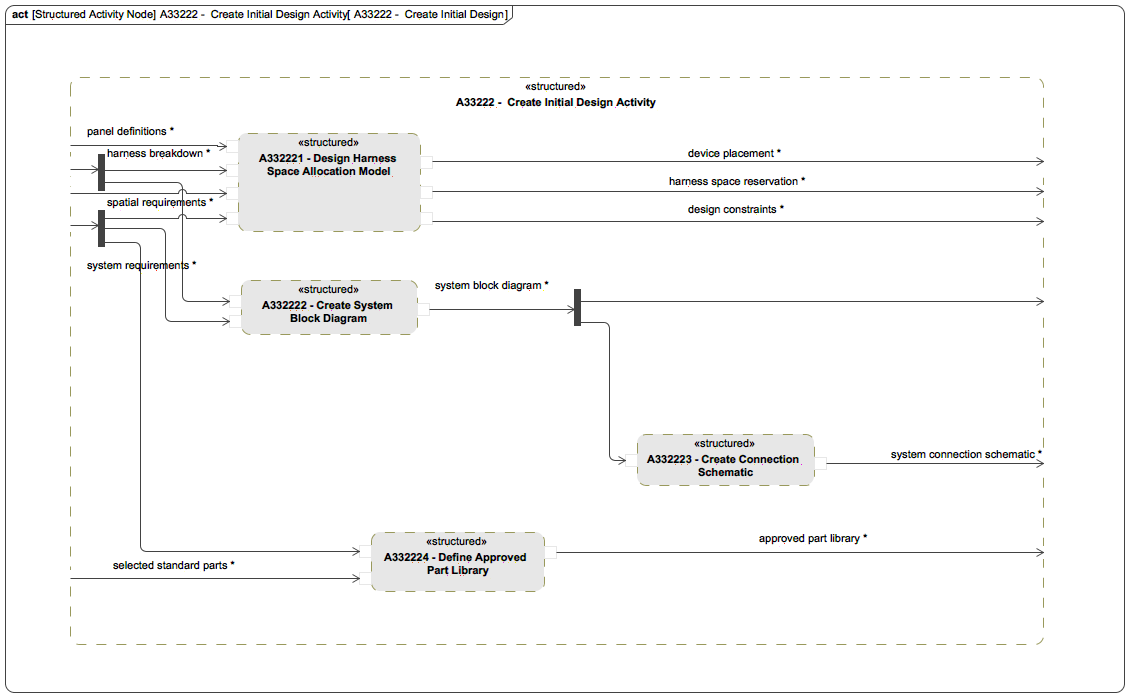 act [Structured Activity Node] A33222 - Create Initial Design Activity[ A33222 - Create Initial Design]
«structured»
A33222 - Create Initial Design Activity
panel definitions *
harness breakdown *
spatial requirements *
system requirements *
«structured»
A332221 - Design Harness
Space Allocation Model
device placement *
harness space reservation *
design constraints *
«structured»
A332222 - Create System
Block Diagram
system block diagram *
«structured»
A332223 - Create Connection
Schematic
system connection schematic *
«structured»
A332224 - Define Approved
Part Library
approved part library *
selected standard parts *